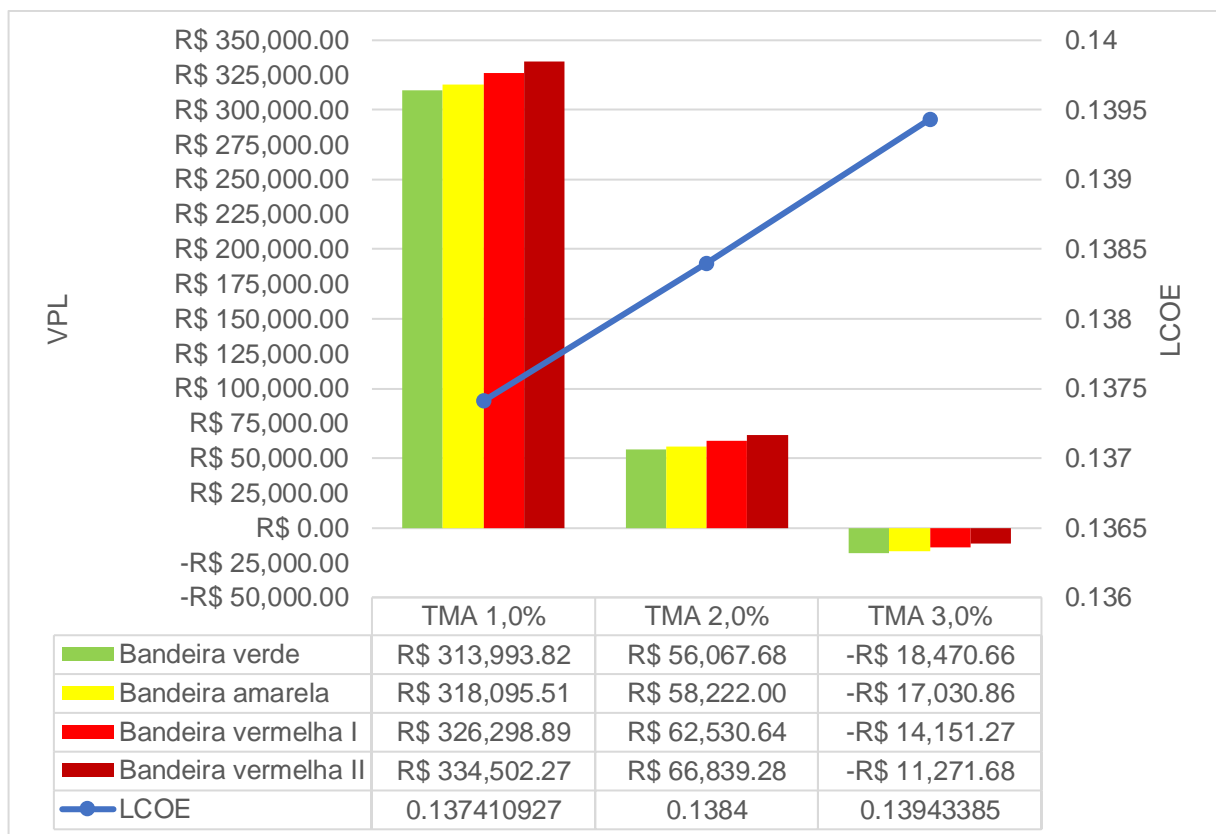 R$ 350,000.00
R$ 325,000.00
R$ 300,000.00
R$ 275,000.00
R$ 250,000.00
R$ 225,000.00
R$ 200,000.00
R$ 175,000.00
R$ 150,000.00
R$ 125,000.00
R$ 100,000.00
R$ 75,000.00
R$ 50,000.00
R$ 25,000.00
R$ 0.00
-R$ 25,000.00
-R$ 50,000.00
VPL
0.14
0.1395
0.139
0.1385
0.138
0.1375
0.137
0.1365
0.136
LCOE
TMA 1,0% TMA 2,0% TMA 3,0%
Bandeira verde R$ 313,993.82 R$ 56,067.68 -R$ 18,470.66
Bandeira amarela R$ 318,095.51 R$ 58,222.00 -R$ 17,030.86
Bandeira vermelha I R$ 326,298.89 R$ 62,530.64 -R$ 14,151.27
Bandeira vermelha II R$ 334,502.27 R$ 66,839.28 -R$ 11,271.68
LCOE 0.137410927 0.1384 0.13943385